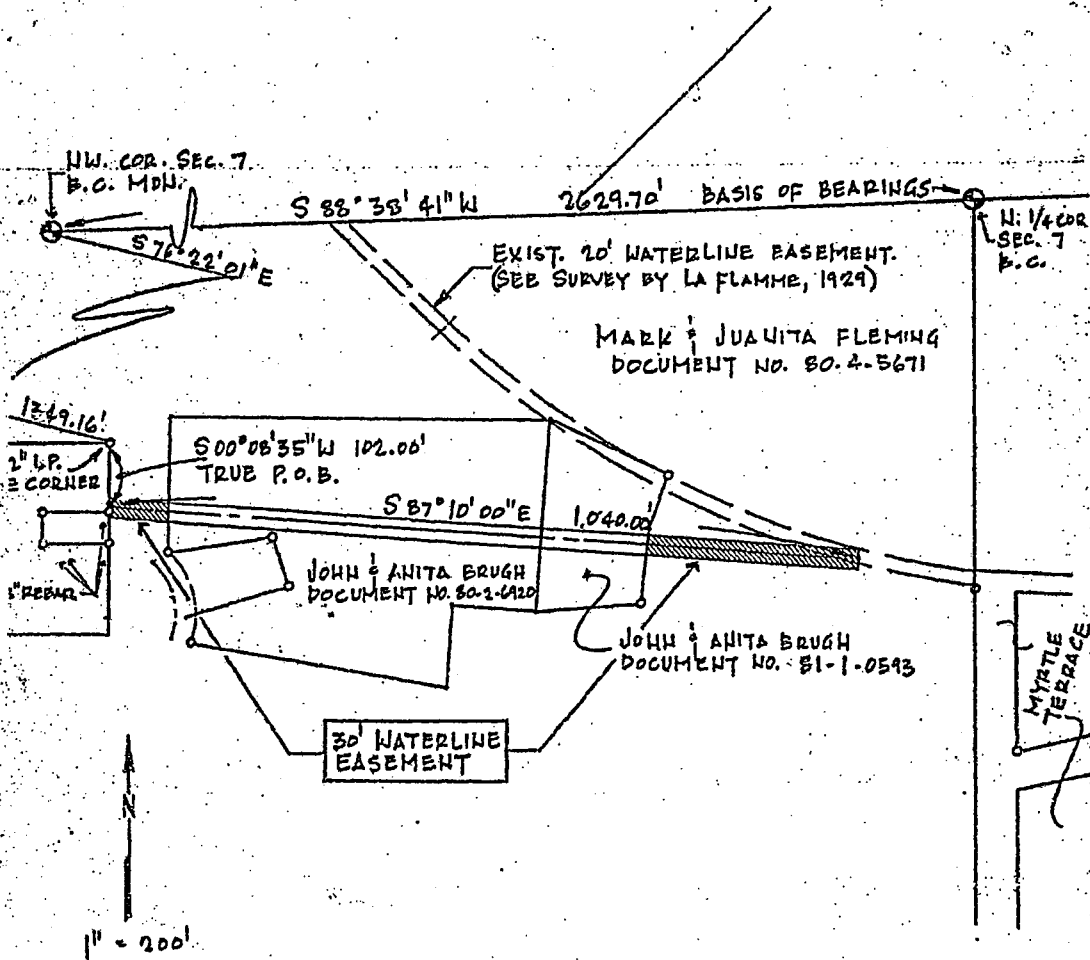 NW. COR. SEC. 7
B.C. MON.
S 88° 38' 41" W 2629.70' BASIS OF BEARINGS
N. 1/4 COR
SEC. 7
B.C.
S 76° 22' 01" E
EXIST. 20' WATERLINE EASEMENT.
(SEE SURVEY BY LA FLAMME, 1929)
MARK & JUANITA FLEMING
DOCUMENT NO. 80-4-5671
1349.16'
2" I.P.
CORNER
S 00° 08' 35" W 102.00'
TRUE P.O.B.
S 87° 10' 00" E 1,040.00'
REBAR
JOHN & ANITA BRUGH
DOCUMENT NO. 80-2-6920
JOHN & ANITA BRUGH
DOCUMENT NO. 81-1-0593
MYRTLE
TERRACE
30' WATERLINE
EASEMENT
N
1" = 200'